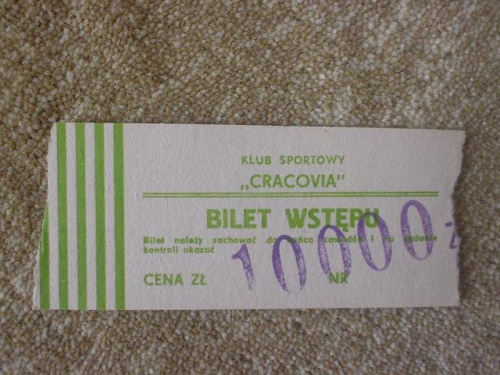 KLUB SPORTOWY
„CRACOVIA"
BILET WSTĘPU
Bilet należy zachować do końca zawodów i na żądanie
kontroli okazać
10000 z
CENA ZŁ NR